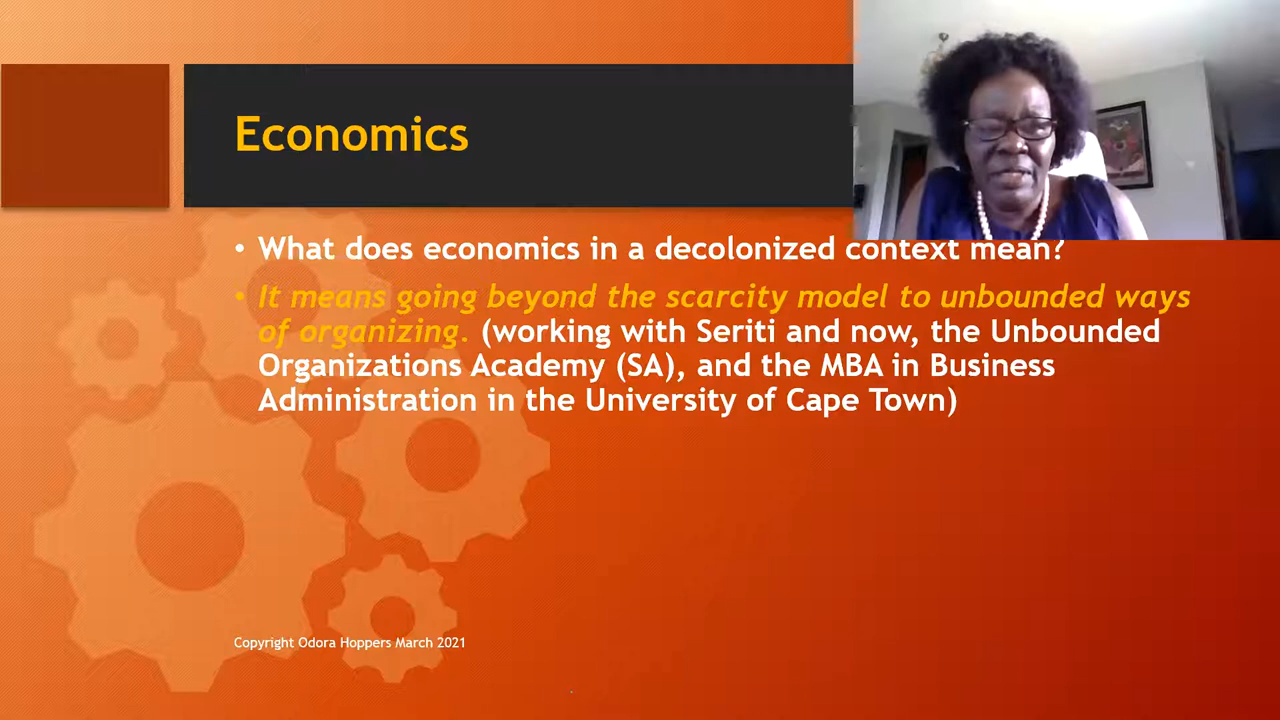 Economics
• What does economics in a decolonized context mean?
• It means going beyond the scarcity model to unbounded ways
of organizing. (working with Seriti and now, the Unbounded
Organizations Academy (SA), and the MBA in Business
Administration in the University of Cape Town)
Copyright Odora Hoppers March 2021